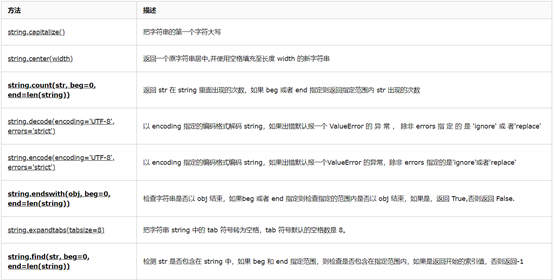 方法 描述
string.capitalize() 把字符串的第一个字符大写
string.center(width) 返回一个原字符串居中,并使用空格填充至长度 width 的新字符串
string.count(str, beg=0,
end=len(string)) 返回 str 在 string 里面出现的次数，如果 beg 或者 end 指定则返回指定范围内 str 出现的次数
string.decode(encoding='UTF-8',
errors='strict') 以 encoding 指定的编码格式解码 string，如果出错默认报一个 ValueError 的 异 常 ， 除非 errors 指 定 的 是 'ignore' 或 者'replace'
string.encode(encoding='UTF-8',
errors='strict') 以 encoding 指定的编码格式编码 string，如果出错默认报一个ValueError 的异常，除非 errors 指定的是'ignore'或者'replace'
string.endswith(obj, beg=0,
end=len(string)) 检查字符串是否以 obj 结束，如果beg 或者 end 指定则检查指定的范围内是否以 obj 结束，如果是，返回 True,否则返回 False.
string.expandtabs(tabsize=8) 把字符串 string 中的 tab 符号转为空格，tab 符号默认的空格数是 8。
string.find(str, beg=0,
end=len(string)) 检测 str 是否包含在 string 中，如果 beg 和 end 指定范围，则检查是否包含在指定范围内，如果是返回开始的索引值，否则返回-1